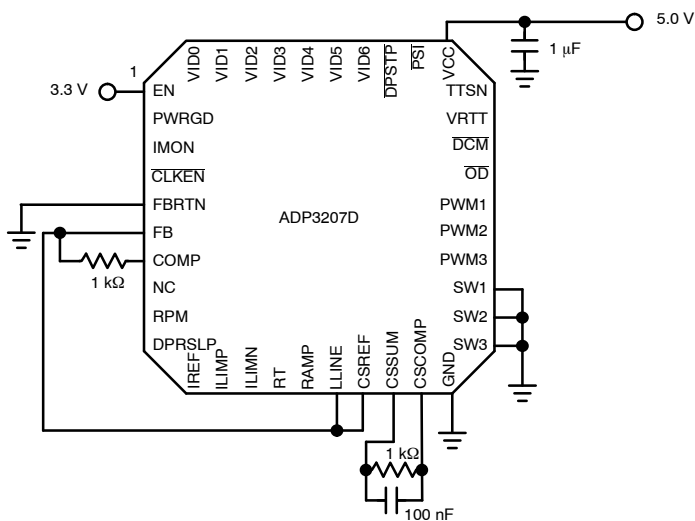 5.0 V
1 μF
3.3 V
1
VID0
VID1
VID2
VID3
VID4
VID5
VID6
DPSTP
PSI
VCC
EN
PWRGD
IMON
CLKEN
FBRTN
FB
COMP
NC
RPM
DPRSLP
1 kΩ
ADP3207D
TTSN
VRTT
DCM
OD
PWM1
PWM2
PWM3
SW1
SW2
SW3
IREF
ILIMP
ILIMN
RT
RAMP
LLINE
CSREF
CSSUM
CSCOMP
GND
1 kΩ
100 nF